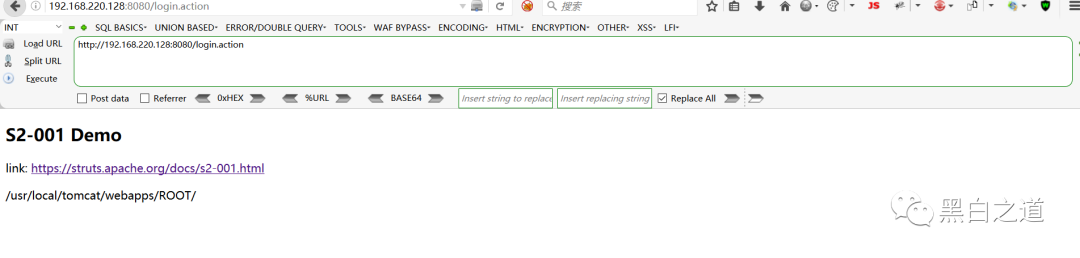 192.168.220.128:8080/login.action
搜索
JS
INT
SQL BASICS UNION BASED ERROR/DOUBLE QUERY TOOLS WAF BYPASS ENCODING HTML ENCRYPTION OTHER XSS LFI
Load URL
http://192.168.220.128:8080/login.action
Split URL
Execute
Post data Referrer 0xHEX %URL BASE64 Insert string to replace Insert replacing string Replace All
S2-001 Demo
link: https://struts.apache.org/docs/s2-001.html
/usr/local/tomcat/webapps/ROOT/
黑白之道